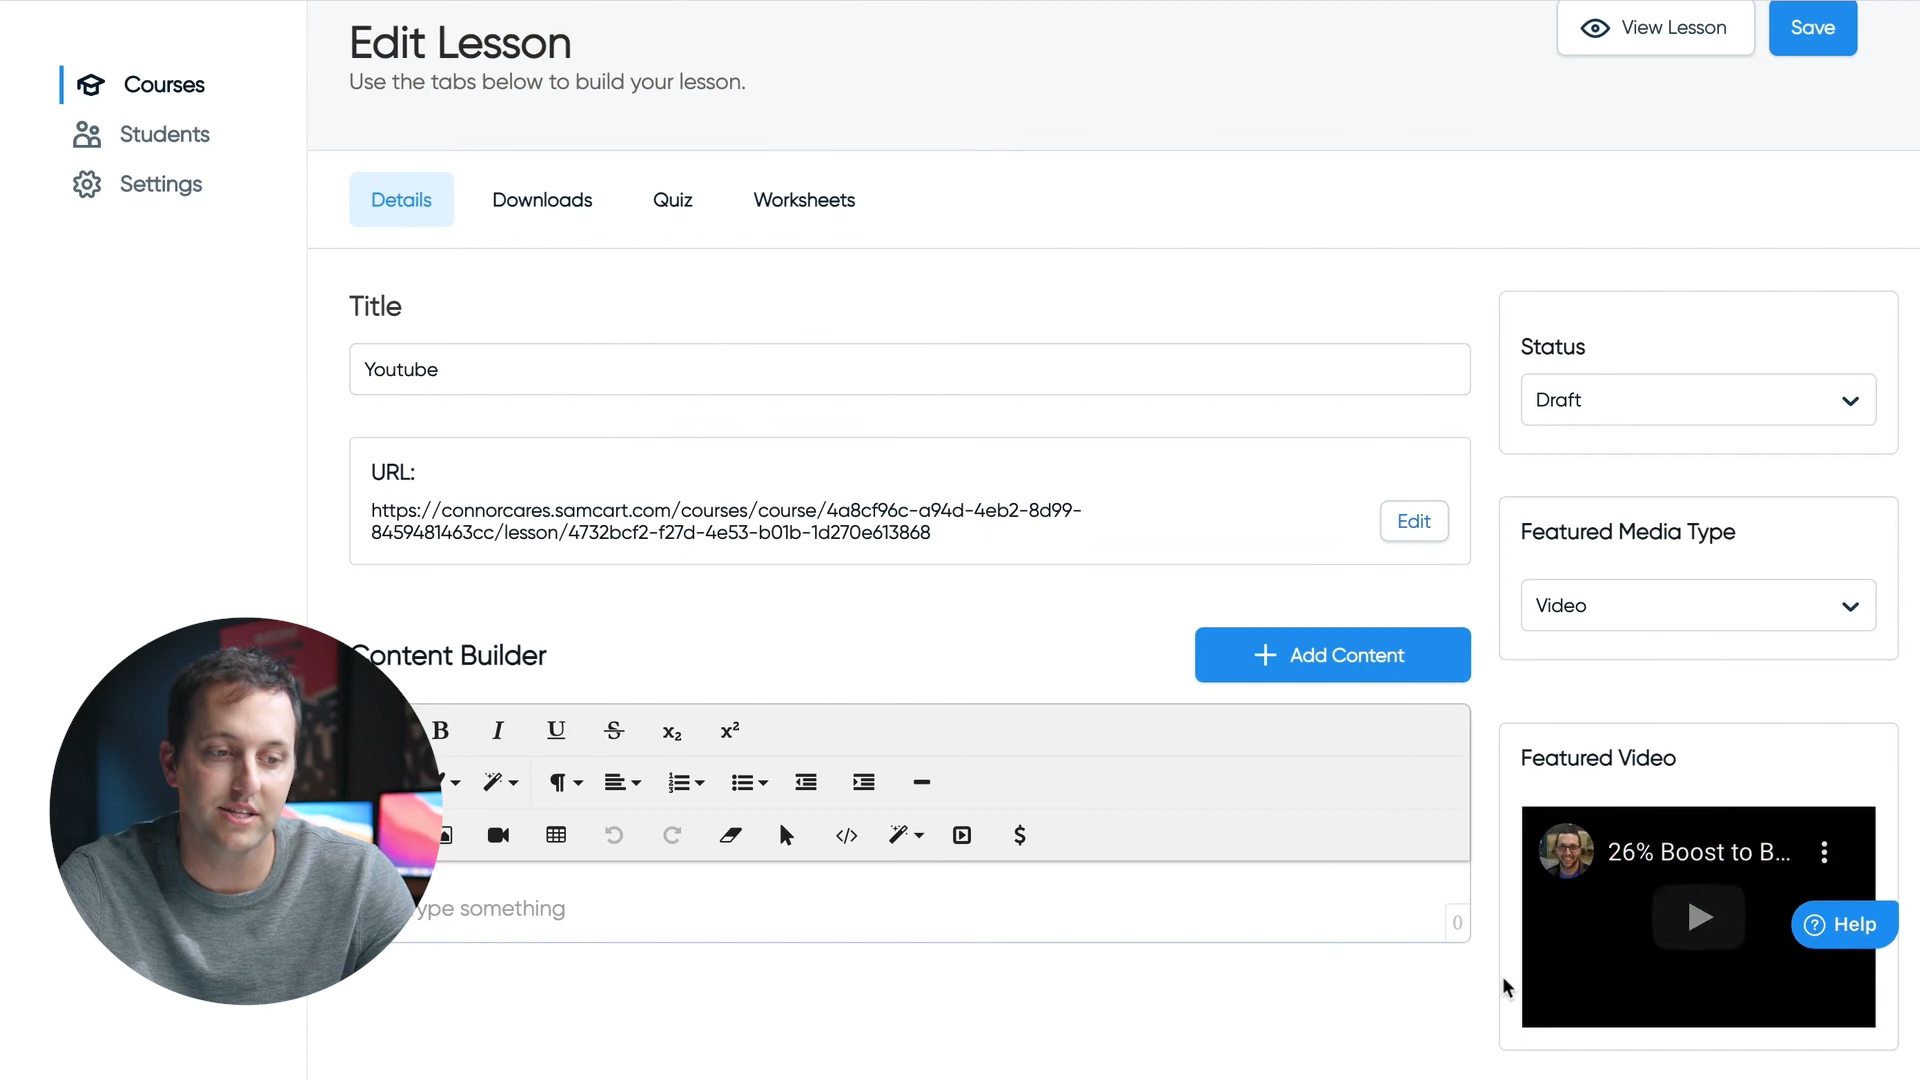 Edit Lesson
Use the tabs below to build your lesson.
View Lesson
Save
Courses
Students
Settings
Details
Downloads
Quiz
Worksheets
Title
Youtube
URL:
https://connorcares.samcart.com/courses/course/4a8cf96c-a94d-4eb2-8d99-
8459481463cc/lesson/4732bcf2-f27d-4e53-b01b-1d270e613868
Edit
Content Builder
+ Add Content
B I U S x₂ x²
ype something
0
Status
Draft
Featured Media Type
Video
Featured Video
26% Boost to B...
Help